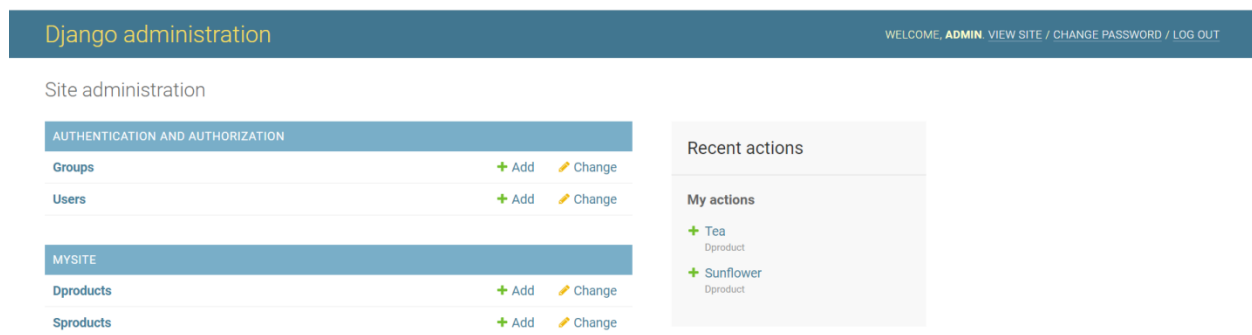 Django administration
WELCOME, ADMIN. VIEW SITE / CHANGE PASSWORD / LOG OUT
Site administration
AUTHENTICATION AND AUTHORIZATION
Groups Add Change
Users Add Change
MYSITE
Dproducts Add Change
Sproducts Add Change
Recent actions
My actions
Tea
Dproduct
Sunflower
Dproduct